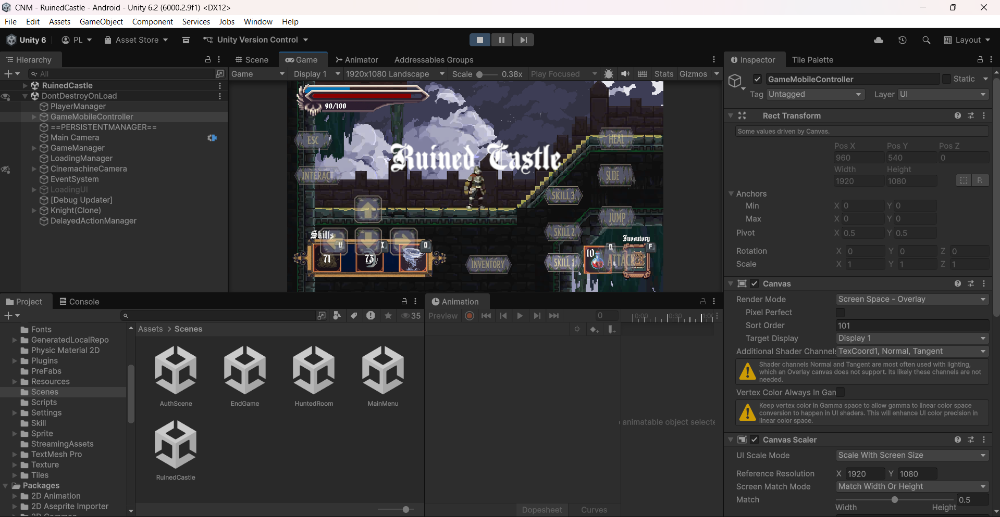 CNM - RuinedCastle - Android - Unity 6.2 (6000.2.9f1) <DX12>
File Edit Assets GameObject Component Services Jobs Window Help
Unity 6 PL Asset Store Unity Version Control Layout
Hierarchy
All
RuinedCastle
DontDestroyOnLoad
PlayerManager
GameMobileController
==PERSISTENTMANAGER==
Main Camera
GameManager
LoadingManager
CinemachineCamera
EventSystem
LoadingUI
[Debug Updater]
Knight(Clone)
DelayedActionManager
Scene Game Animator Addressables Groups
Game Display 1 1920x1080 Landscape Scale 0.38x Play Focused Stats Gizmos
90/100
ESC
HEAL
Ruined Castle
INTERACT
SLIDE
SKILL 3
JUMP
SKILL 2
Skills
Inventory
U I O Q F
71 73
10
INVENTORY
SKILL 1
ATTACK
Project Console
35
Fonts
GeneratedLocalRepo
Physic Material 2D
Plugins
PreFabs
Resources
Scenes
Scripts
Settings
Skill
Sprite
StreamingAssets
TextMesh Pro
Texture
Tiles
Packages
2D Animation
2D Aseprite Importer
2D Common
Assets > Scenes
AuthScene EndGame HuntedRoom MainMenu
RuinedCastle
Animation
Preview 0 0:00 0:30 1:0
animatable object selecte
Dopesheet Curves
Inspector Tile Palette
GameMobileController Static
Tag Untagged Layer UI
Rect Transform
Some values driven by Canvas.
Pos X Pos Y Pos Z
960 540 0
Width Height
1920 1080 R
Anchors
Min X 0 Y 0
Max X 0 Y 0
Pivot X 0.5 Y 0.5
Rotation X 0 Y 0 Z 0
Scale X 1 Y 1 Z 1
Canvas
Render Mode Screen Space - Overlay
Pixel Perfect
Sort Order 101
Target Display Display 1
Additional Shader Channel TexCoord1, Normal, Tangent
Shader channels Normal and Tangent are most often used with lighting,
which an Overlay canvas does not support. Its likely these channels are not
needed.
Vertex Color Always In Gan
Keep vertex color in Gamma space to allow gamma to linear color space
conversion to happen in UI shaders. This will enhance UI color precision in
linear color space.
Canvas Scaler
UI Scale Mode Scale With Screen Size
Reference Resolution X 1920 Y 1080
Screen Match Mode Match Width Or Height
Match 0.5
Width Height